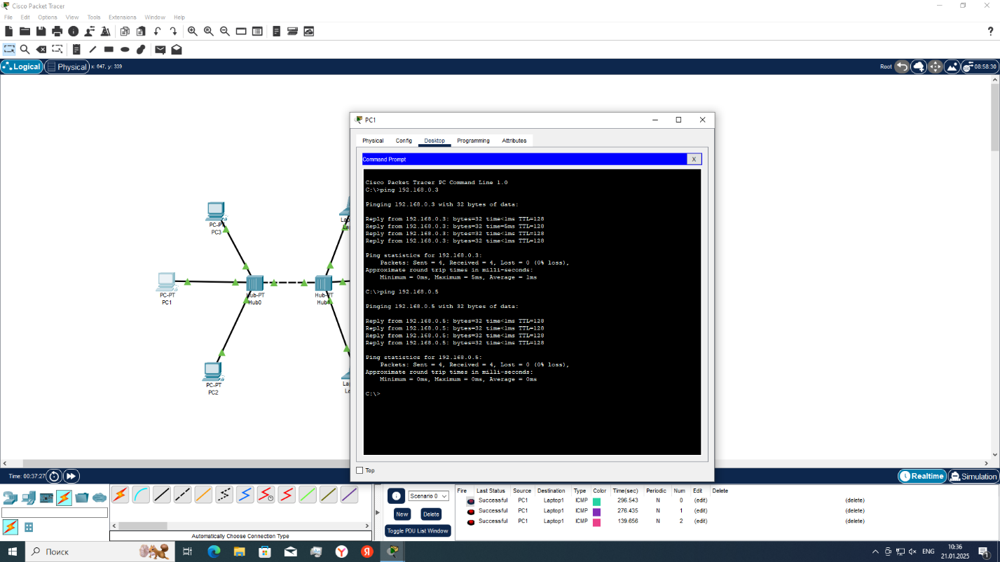 Cisco Packet Tracer
File Edit Options View Tools Extensions Window Help
?
Logical Physical x: 647, y: 339 Root 08:58:30
PC1
Physical Config Desktop Programming Attributes
Command Prompt X
Cisco Packet Tracer PC Command Line 1.0
C:\>ping 192.168.0.3
Pinging 192.168.0.3 with 32 bytes of data:
Reply from 192.168.0.3: bytes=32 time<1ms TTL=128
Reply from 192.168.0.3: bytes=32 time=5ms TTL=128
Reply from 192.168.0.3: bytes=32 time<1ms TTL=128
Reply from 192.168.0.3: bytes=32 time<1ms TTL=128
Ping statistics for 192.168.0.3:
Packets: Sent = 4, Received = 4, Lost = 0 (0% loss),
Approximate round trip times in milli-seconds:
Minimum = 0ms, Maximum = 5ms, Average = 1ms
C:\>ping 192.168.0.5
Pinging 192.168.0.5 with 32 bytes of data:
Reply from 192.168.0.5: bytes=32 time<1ms TTL=128
Reply from 192.168.0.5: bytes=32 time<1ms TTL=128
Reply from 192.168.0.5: bytes=32 time<1ms TTL=128
Reply from 192.168.0.5: bytes=32 time<1ms TTL=128
Ping statistics for 192.168.0.5:
Packets: Sent = 4, Received = 4, Lost = 0 (0% loss),
Approximate round trip times in milli-seconds:
Minimum = 0ms, Maximum = 0ms, Average = 0ms
C:\>
Top
PC-PT
PC3
PC-PT
PC1
Hub-PT
Hub0
Hub-PT
PC-PT
PC2
Time: 00:37:27 Realtime Simulation
Scenario 0
New Delete
Toggle PDU List Window
Fire Last Status Source Destination Type Color Time(sec) Periodic Num Edit Delete
Successful PC1 Laptop1 ICMP 296.543 N 0 (edit) (delete)
Successful PC1 Laptop1 ICMP 276.435 N 1 (edit) (delete)
Successful PC1 Laptop1 ICMP 139.656 N 2 (edit) (delete)
Automatically Choose Connection Type
Поиск
ENG
10:36
21.01.2025
1